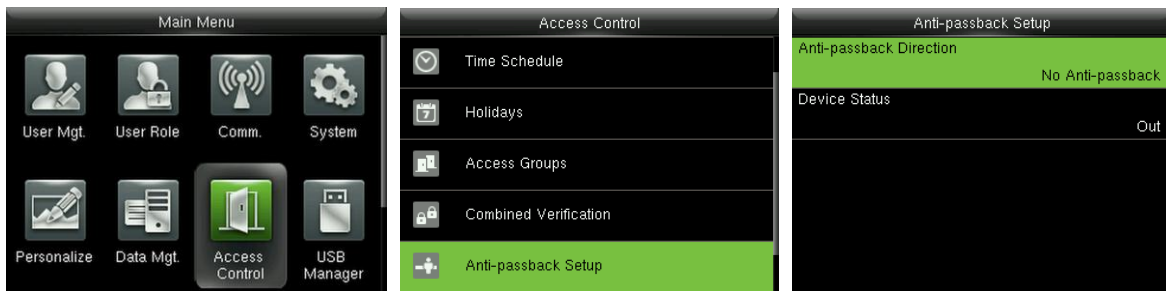 Main Menu
User Mgt.
User Role
Comm.
System
Personalize
Data Mgt.
Access
Control
USB
Manager
Access Control
Time Schedule
7
Holidays
Access Groups
Combined Verification
Anti-passback Setup
Anti-passback Setup
Anti-passback Direction
No Anti-passback
Device Status
Out